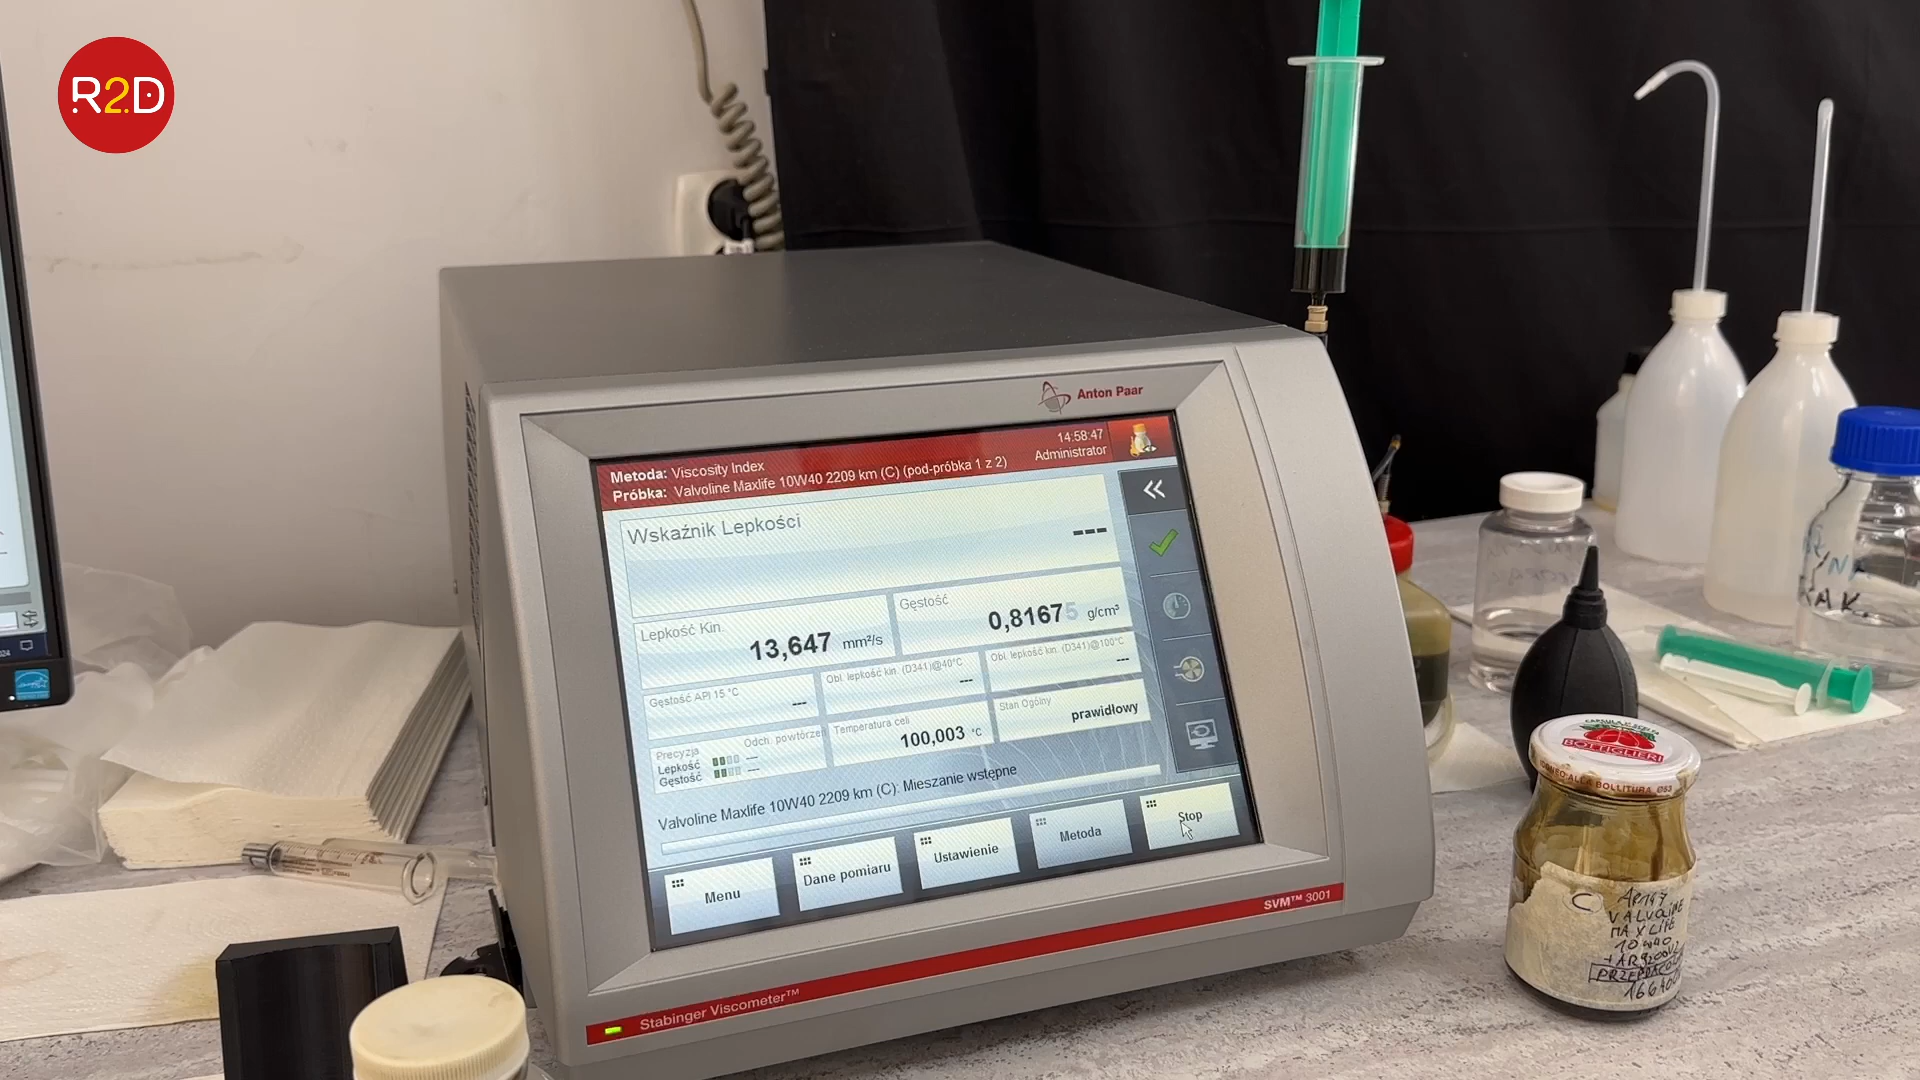 R2D
Anton Paar
Metoda: Viscosity Index
14:58:47
Próbka: Valvoline Maxlife 10W40 2209 km (C) (pod-próbka 1 z 2)
Administrator
Wskaźnik Lepkości
---
Lepkość Kin.
13,647 mm²/s
Gęstość
0,81675 g/cm³
Gęstość API 15 °C
---
Obl. lepkość kin. (D341)@40°C
---
Obl. lepkość kin. (D341)@100°C
---
Precyzja
Odch. powtórzeń
Lepkość
---
Gęstość
---
Temperatura celi
100,003 °C
Stan Ogólny
prawidłowy
Valvoline Maxlife 10W40 2209 km (C): Mieszanie wstępne
Menu
Dane pomiaru
Ustawienie
Metoda
Stop
SVM™ 3001
Stabinger Viscometer™
BOTTIGLIERI
BOLLITURA
C
VALVOLINE
MAXLIFE
10W40